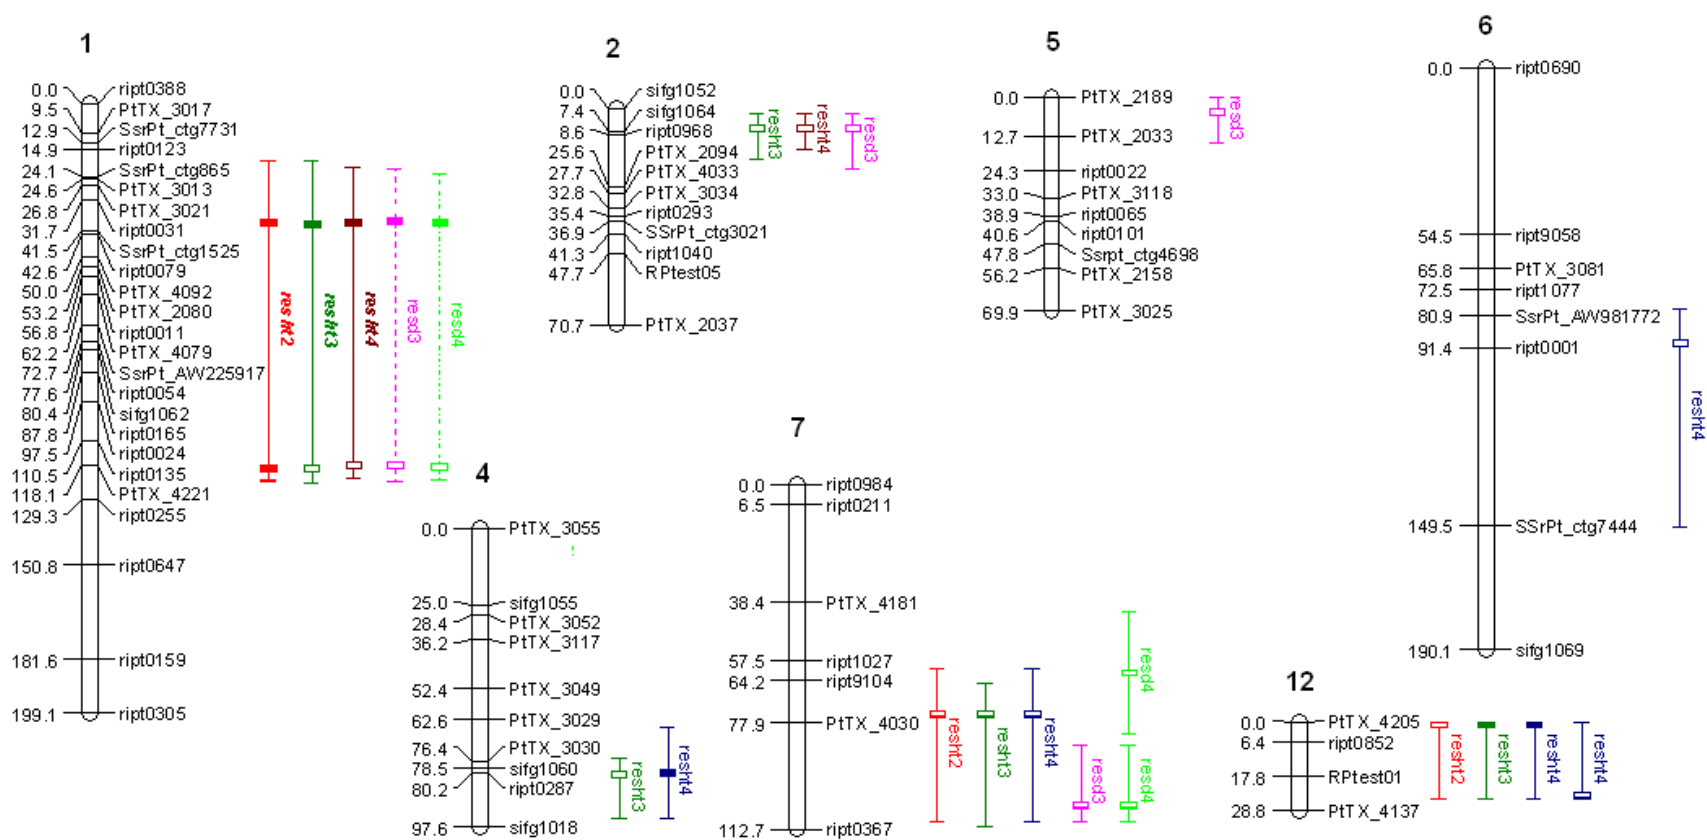 1
0.0 ript0388
9.5 PtTX_3017
12.9 SsrPt_ctg7731
14.9 ript0123
24.1 SsrPt_ctg865
24.6 PtTX_3013
26.8 PtTX_3021
31.7 ript0031
41.5 SsrPt_ctg1525
42.6 ript0079
50.0 PtTX_4092
53.2 PtTX_2080
56.8 ript0011
62.2 PtTX_4079
72.7 SsrPt_AW225917
77.6 ript0054
80.4 sifg1062
87.8 ript0165
97.5 ript0024
110.5 ript0135
118.1 PtTX_4221
129.3 ript0255
150.8 ript0647
181.6 ript0159
199.1 ript0305
resht2
resht3
resht4
resd3
resd4
2
0.0 sifg1052
7.4 sifg1064
8.6 ript0968
25.6 PtTX_2094
27.7 PtTX_4033
32.8 PtTX_3034
35.4 ript0293
36.9 SSrPt_ctg3021
41.3 ript1040
47.7 RPtest05
70.7 PtTX_2037
resht3
resht4
resd3
5
0.0 PtTX_2189
12.7 PtTX_2033
24.3 ript0022
33.0 PtTX_3118
38.9 ript0065
40.6 ript0101
47.8 Ssrpt_ctg4698
56.2 PtTX_2158
69.9 PtTX_3025
resd3
6
0.0 ript0690
54.5 ript9058
65.8 PtTX_3081
72.5 ript1077
80.9 SsrPt_AW981772
91.4 ript0001
149.5 SSrPt_ctg7444
190.1 sifg1069
resht4
4
0.0 PtTX_3055
25.0 sifg1055
28.4 PtTX_3052
36.2 PtTX_3117
52.4 PtTX_3049
62.6 PtTX_3029
76.4 PtTX_3030
78.5 sifg1060
80.2 ript0287
97.6 sifg1018
resht3
resht4
7
0.0 ript0984
6.5 ript0211
38.4 PtTX_4181
57.5 ript1027
64.2 ript9104
77.9 PtTX_4030
112.7 ript0367
resht2
resht3
resht4
resd3
resd4
resd4
12
0.0 PtTX_4205
6.4 ript0852
17.8 RPtest01
28.8 PtTX_4137
resht2
resht3
resht4
resht4